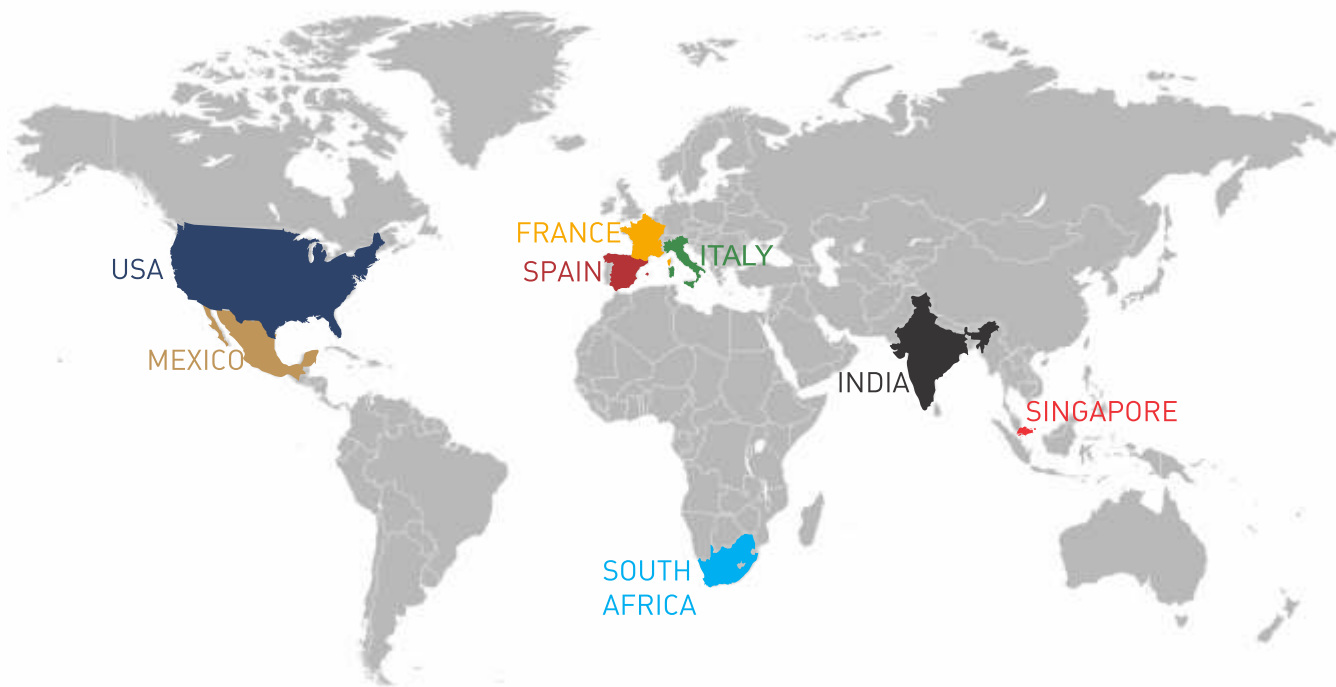 FRANCE
ITALY
USA
SPAIN
MEXICO
INDIA
SINGAPORE
SOUTH
AFRICA